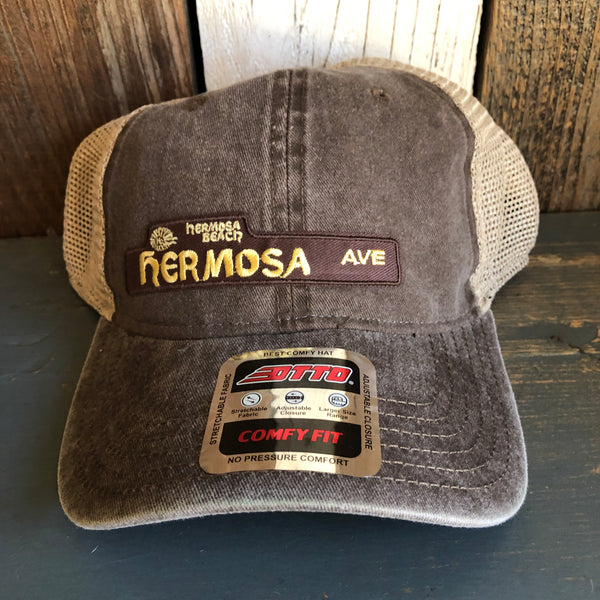 HERMOSA
BEACH
HERMOSA AVE
BEST COMFY HAT
OTTO®
STRETCHABLE FABRIC
ADJUSTABLE CLOSURE
Stretchable Fabric
Adjustable Closure
Larger Size Range
COMFY FIT
NO PRESSURE COMFORT